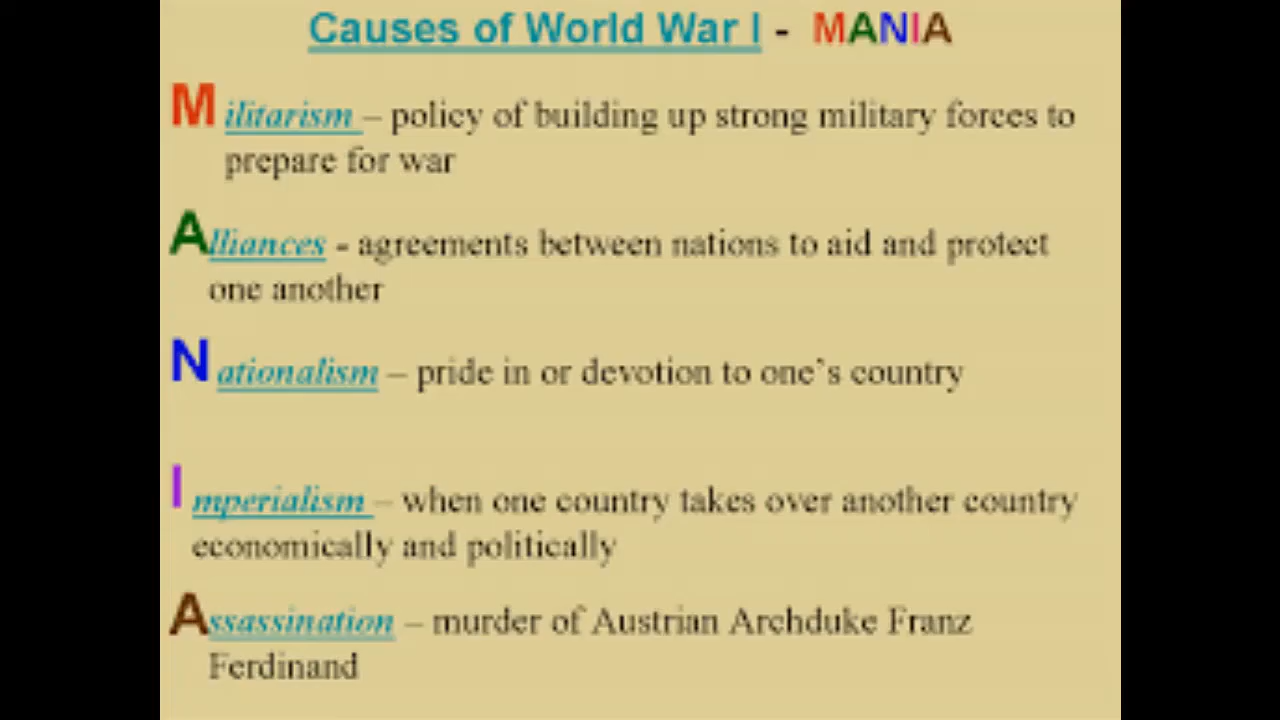 Causes of World War I - MANIA
Militarism – policy of building up strong military forces to
prepare for war
Alliances - agreements between nations to aid and protect
one another
Nationalism – pride in or devotion to one’s country
Imperialism – when one country takes over another country
economically and politically
Assassination – murder of Austrian Archduke Franz
Ferdinand